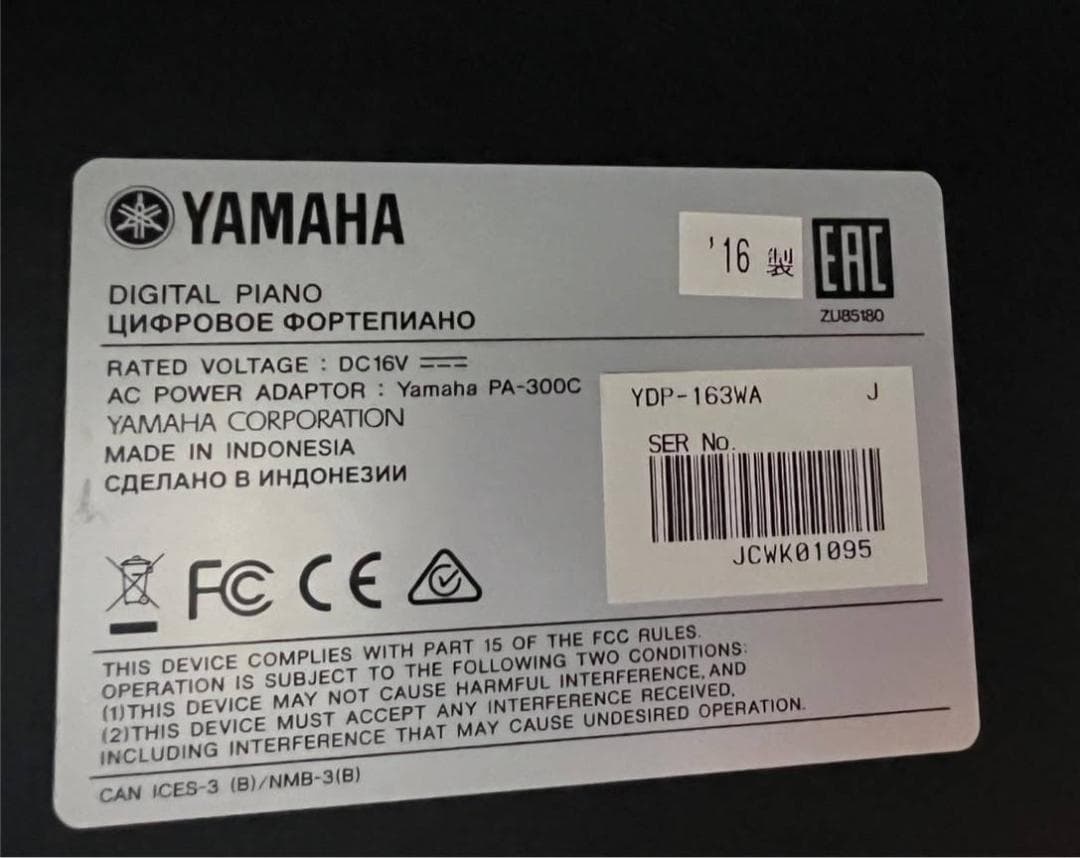 YAMAHA
'16 製
EAC
ZU85180
DIGITAL PIANO
ЦИФРОВОЕ ФОРТЕПИАНО
RATED VOLTAGE : DC16V
AC POWER ADAPTOR : Yamaha PA-300C
YAMAHA CORPORATION
MADE IN INDONESIA
СДЕЛАНО В ИНДОНЕЗИИ
YDP-163WA J
SER No.
JCWK01095
FC CE
THIS DEVICE COMPLIES WITH PART 15 OF THE FCC RULES.
OPERATION IS SUBJECT TO THE FOLLOWING TWO CONDITIONS:
(1)THIS DEVICE MAY NOT CAUSE HARMFUL INTERFERENCE, AND
(2)THIS DEVICE MUST ACCEPT ANY INTERFERENCE RECEIVED,
INCLUDING INTERFERENCE THAT MAY CAUSE UNDESIRED OPERATION.
CAN ICES-3 (B)/NMB-3(B)